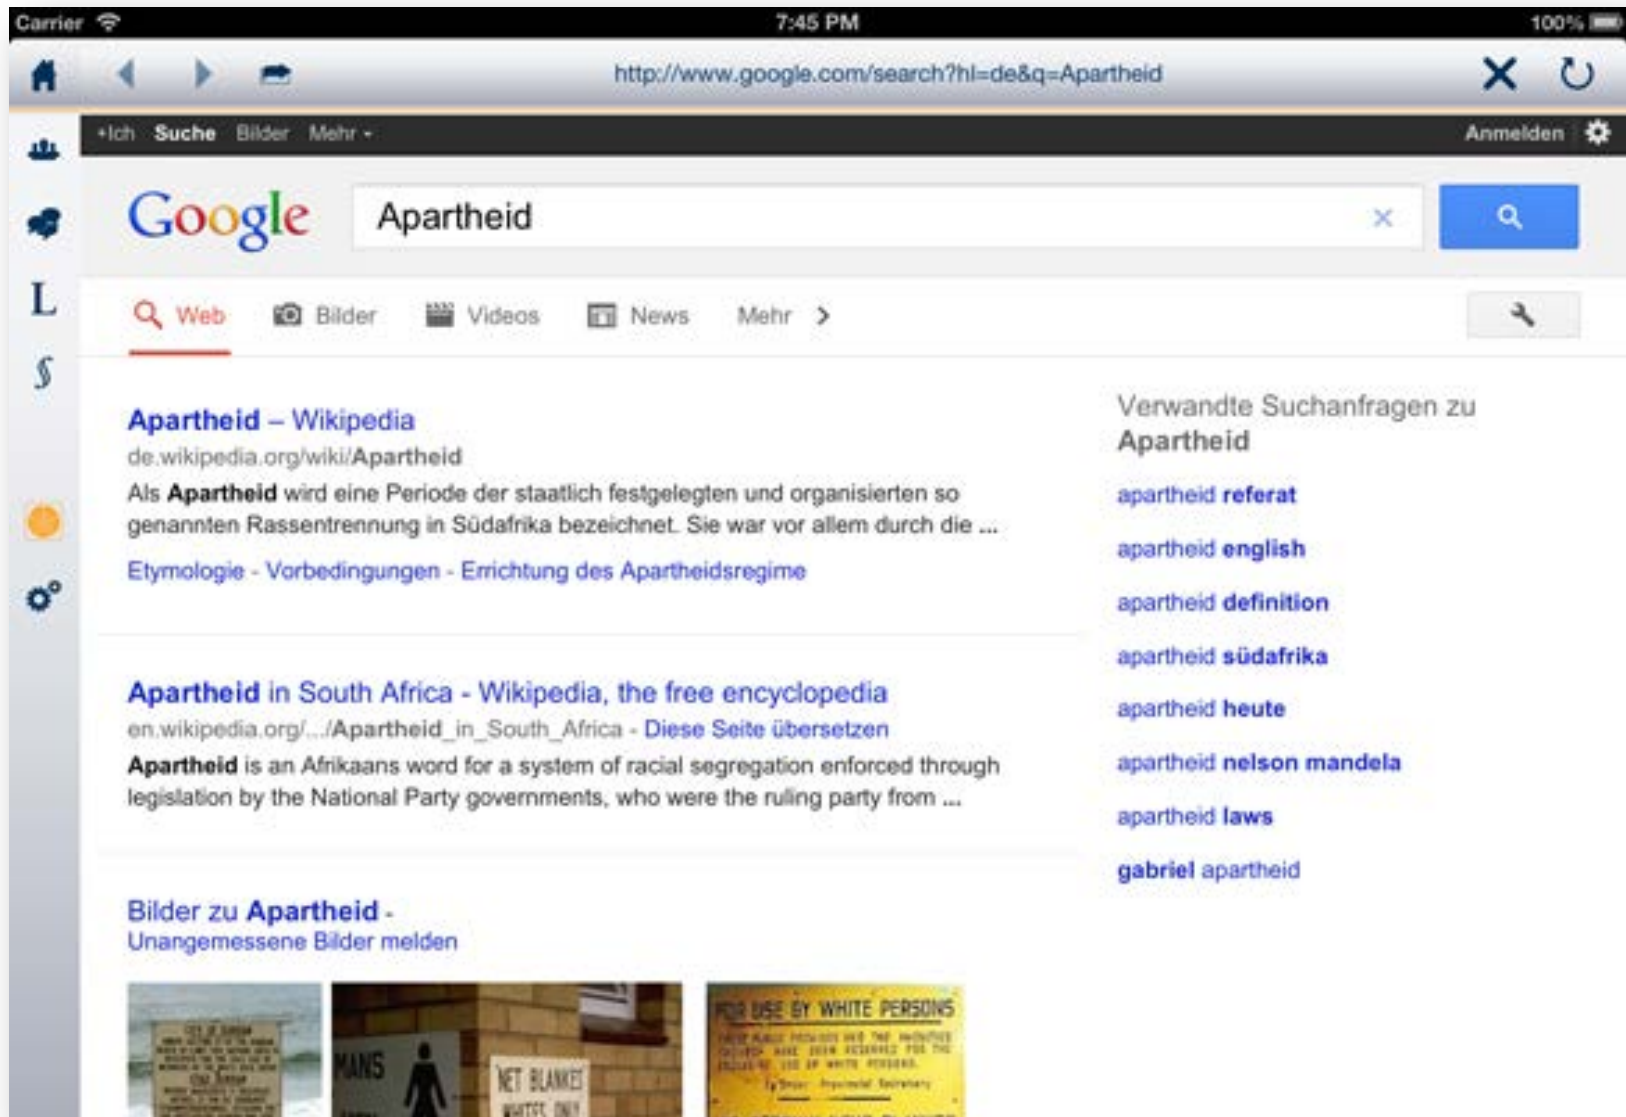 Carrier 7:45 PM 100%
http://www.google.com/search?hl=de&q=Apartheid
+Ich Suche Bilder Mehr Anmelden
Google Apartheid
L
Web Bilder Videos News Mehr
Apartheid – Wikipedia
de.wikipedia.org/wiki/Apartheid
Als Apartheid wird eine Periode der staatlich festgelegten und organisierten so
genannten Rassentrennung in Südafrika bezeichnet. Sie war vor allem durch die ...
Etymologie - Vorbedingungen - Errichtung des Apartheidsregime
Apartheid in South Africa - Wikipedia, the free encyclopedia
en.wikipedia.org/.../Apartheid_in_South_Africa - Diese Seite übersetzen
Apartheid is an Afrikaans word for a system of racial segregation enforced through
legislation by the National Party governments, who were the ruling party from ...
Bilder zu Apartheid -
Unangemessene Bilder melden
MANS
NET BLANKES
WHITES ONLY
FOR USE BY WHITE PERSONS
Verwandte Suchanfragen zu
Apartheid
apartheid referat
apartheid english
apartheid definition
apartheid südafrika
apartheid heute
apartheid nelson mandela
apartheid laws
gabriel apartheid